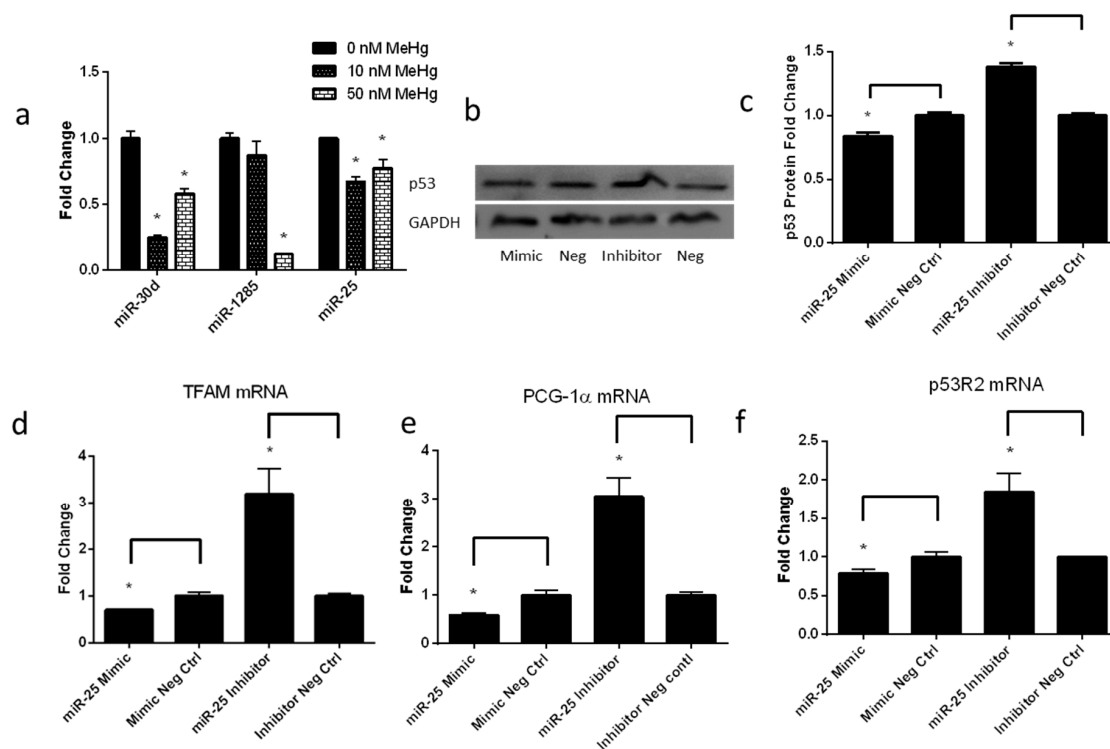 a
0 nM MeHg
10 nM MeHg
50 nM MeHg
Fold Change
1.5
1.0
0.5
0.0
* * * * *
miR-30d
miR-1285
miR-25
b
p53
GAPDH
Mimic Neg Inhibitor Neg
c
p53 Protein Fold Change
1.5
1.0
0.5
0.0
* *
miR-25 Mimic
Mimic Neg Ctrl
miR-25 Inhibitor
Inhibitor Neg Ctrl
d
TFAM mRNA
Fold Change
4
3
2
1
0
* *
miR-25 Mimic
Mimic Neg Ctrl
miR-25 Inhibitor
Inhibitor Neg Ctrl
e
PCG-1α mRNA
Fold Change
4
3
2
1
0
* *
miR-25 Mimic
Mimic Neg Ctrl
miR-25 Inhibitor
Inhibitor Neg contl
f
p53R2 mRNA
Fold Change
2.5
2.0
1.5
1.0
0.5
0.0
* *
miR-25 Mimic
Mimic Neg Ctrl
miR-25 Inhibitor
Inhibitor Neg Ctrl